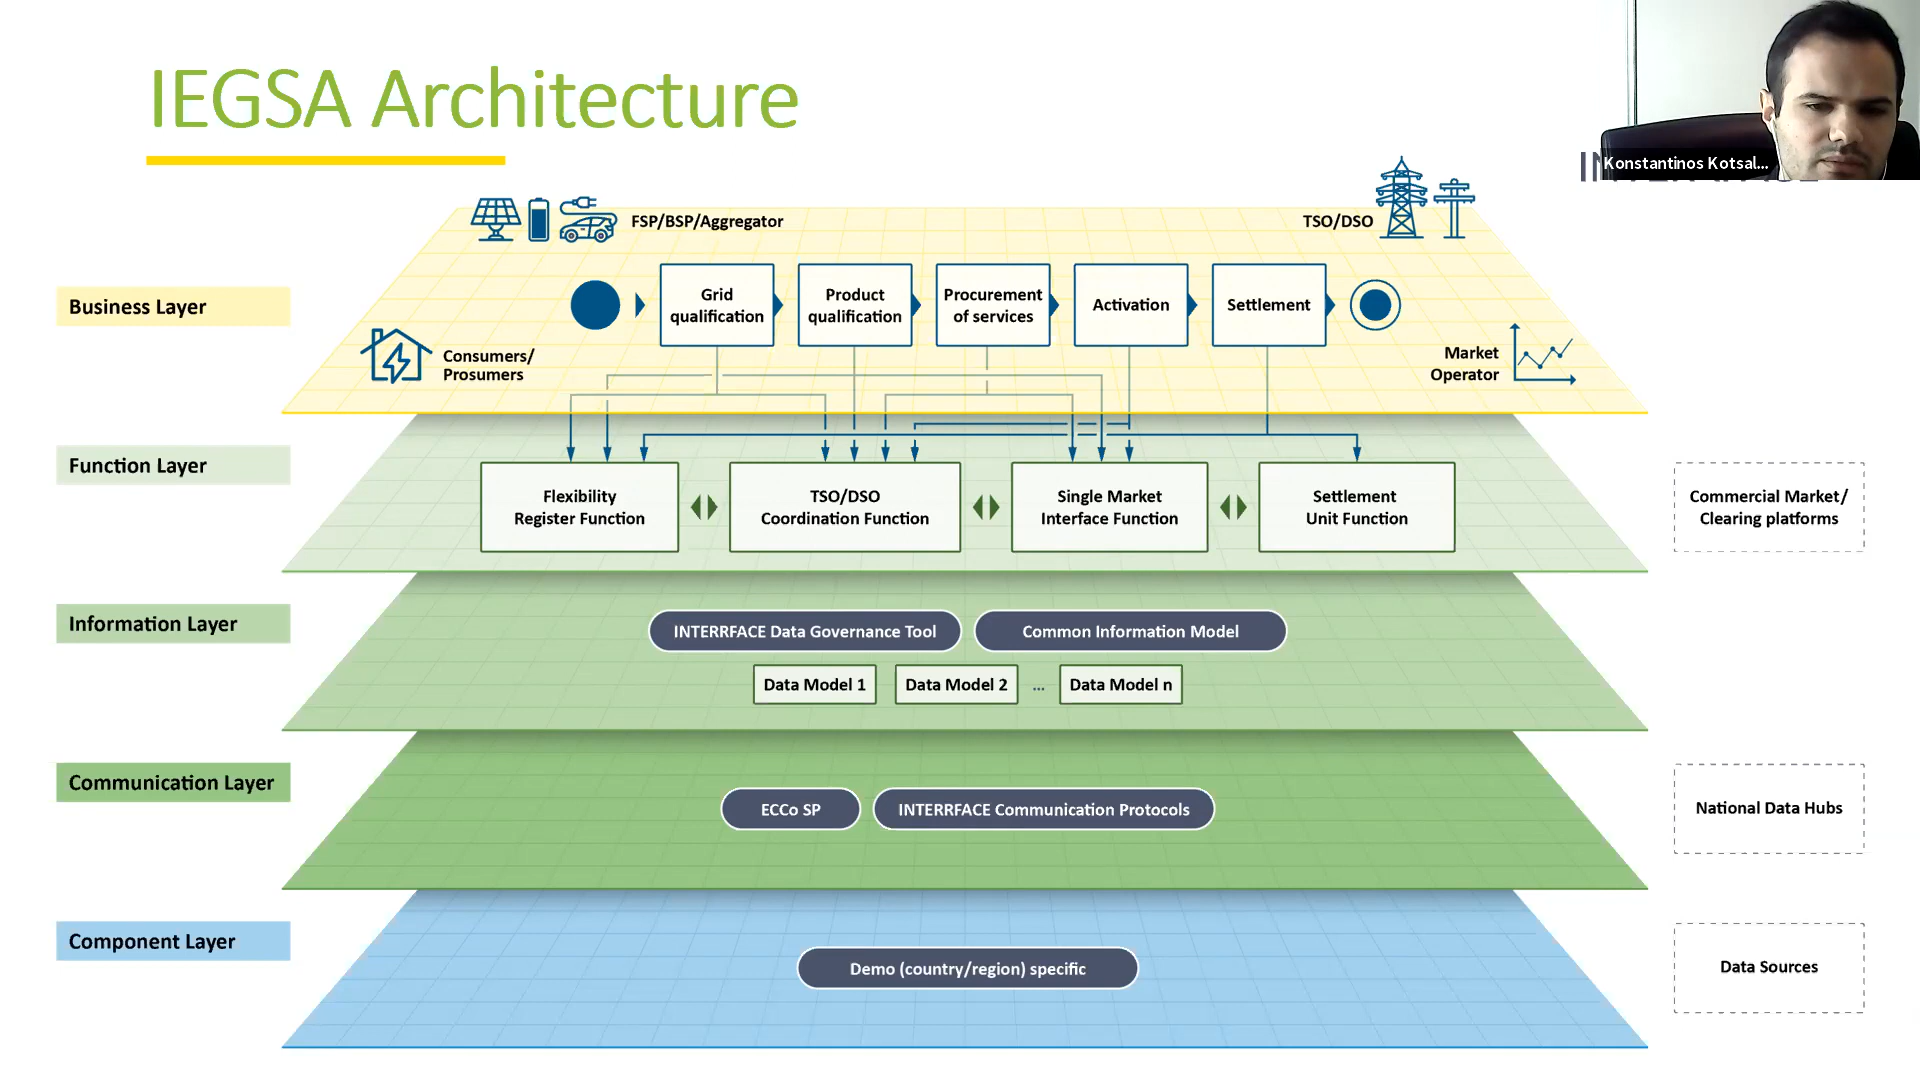 IEGSA Architecture
Konstantinos Kotsal...
FSP/BSP/Aggregator
TSO/DSO
Business Layer
Grid
qualification
Product
qualification
Procurement
of services
Activation
Settlement
Consumers/
Prosumers
Market
Operator
Function Layer
Flexibility
Register Function
TSO/DSO
Coordination Function
Single Market
Interface Function
Settlement
Unit Function
Commercial Market/
Clearing platforms
Information Layer
INTERRFACE Data Governance Tool
Common Information Model
Data Model 1
Data Model 2
...
Data Model n
Communication Layer
ECCo SP
INTERRFACE Communication Protocols
National Data Hubs
Component Layer
Demo (country/region) specific
Data Sources